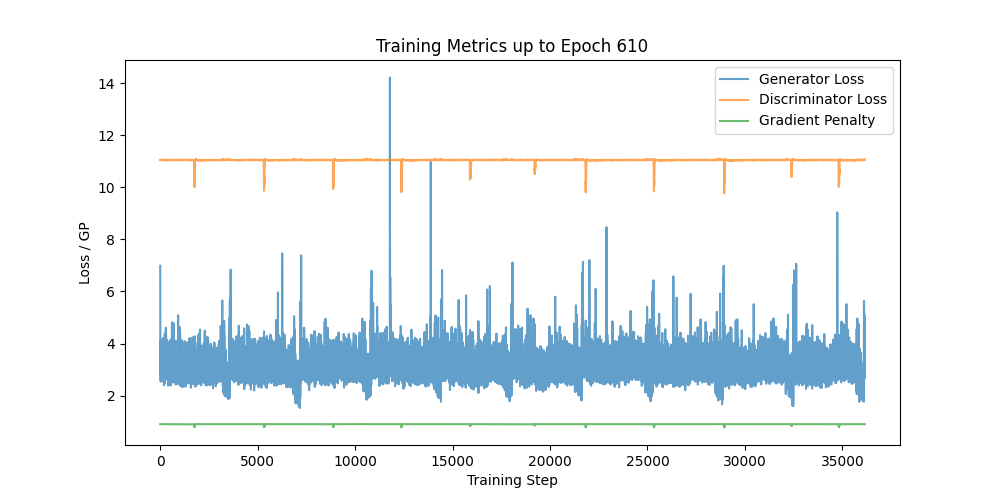 Training Metrics up to Epoch 610
Generator Loss
Discriminator Loss
Gradient Penalty
Loss / GP
14
12
10
8
6
4
2
0 5000 10000 15000 20000 25000 30000 35000
Training Step